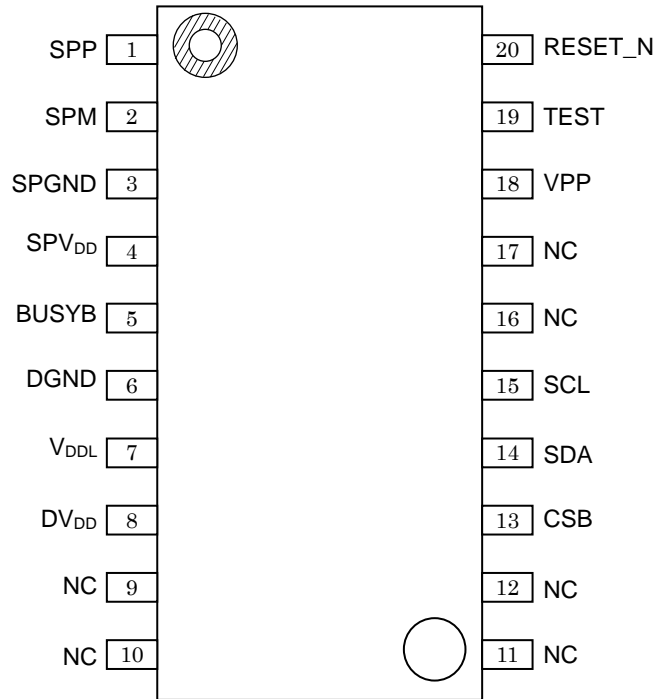 SPP 1 20 RESET_N
SPM 2 19 TEST
SPGND 3 18 VPP
SPVDD 4 17 NC
BUSYB 5 16 NC
DGND 6 15 SCL
VDDL 7 14 SDA
DVDD 8 13 CSB
NC 9 12 NC
NC 10 11 NC